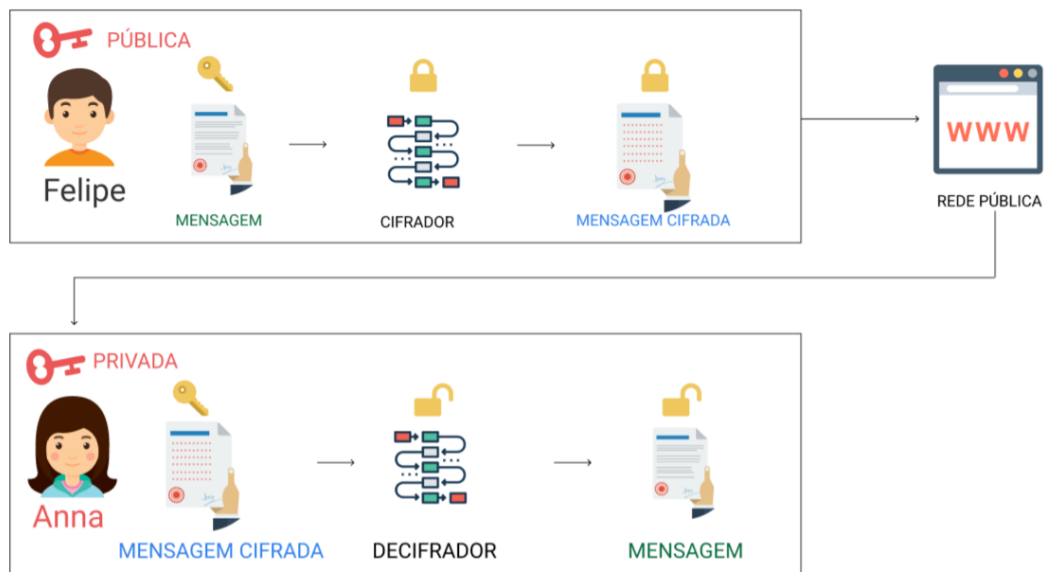 PÚBLICA
Felipe
MENSAGEM
CIFRADOR
MENSAGEM CIFRADA
WWW
REDE PÚBLICA
PRIVADA
Anna
MENSAGEM CIFRADA
DECIFRADOR
MENSAGEM